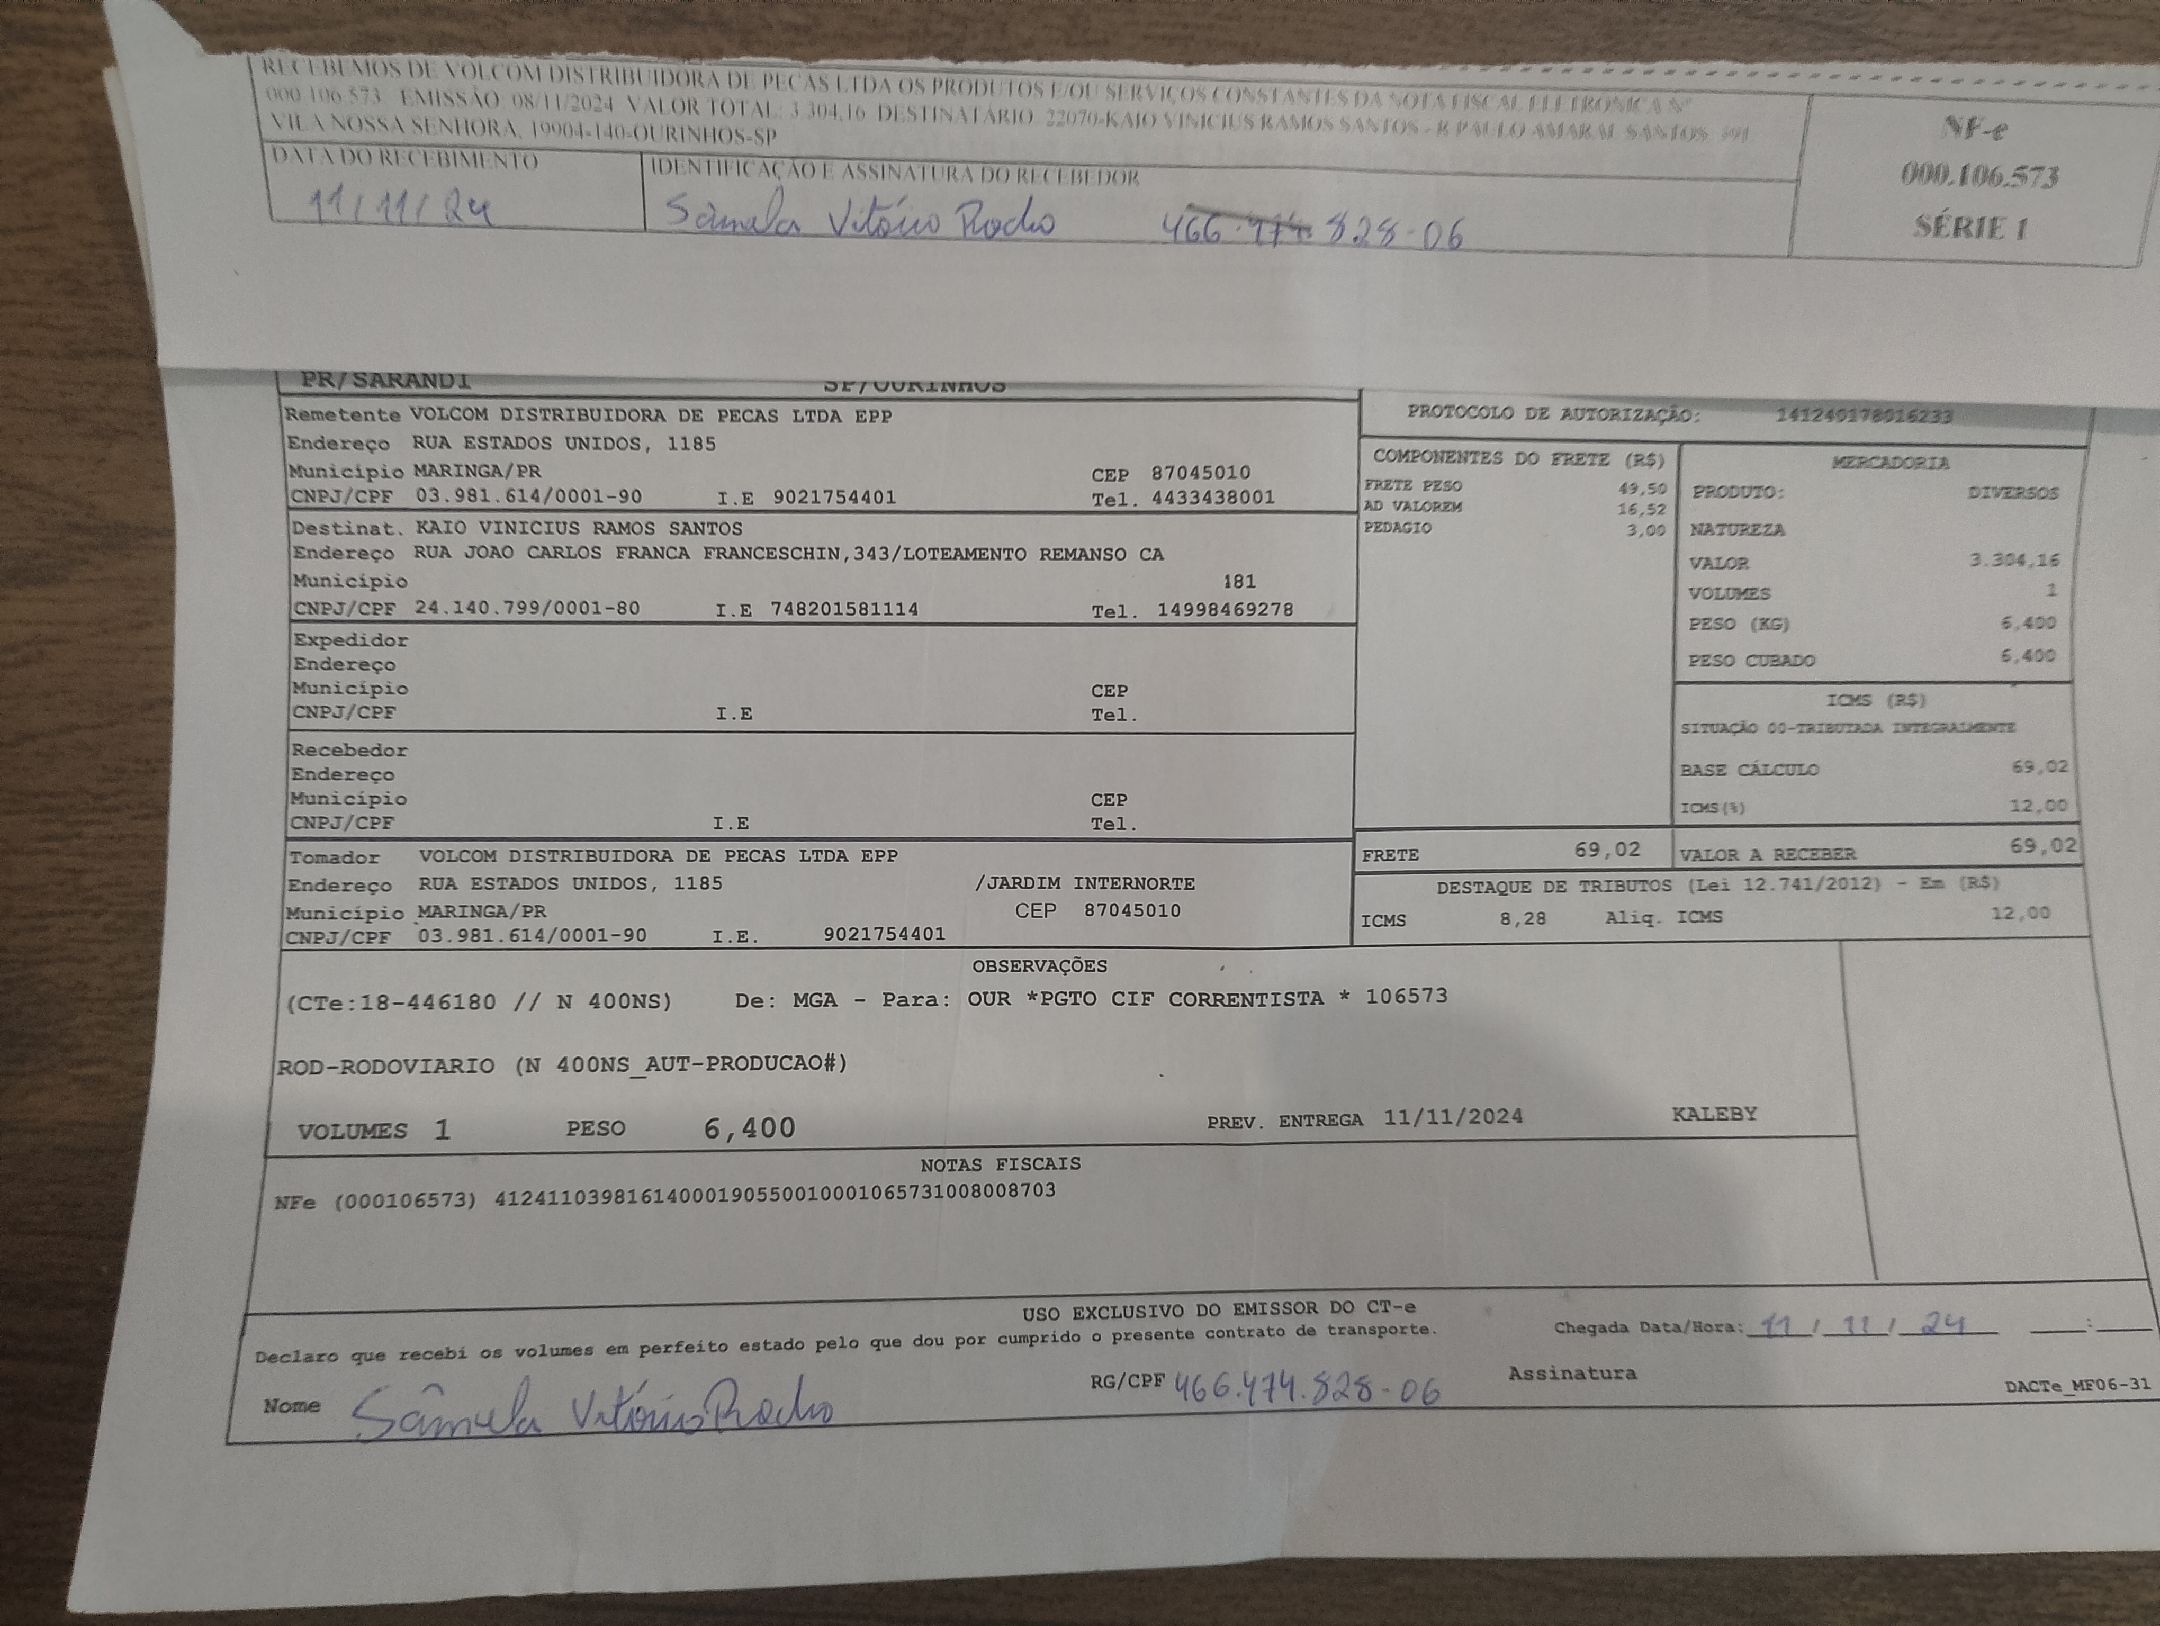 RECEBEMOS DE VOLCOM DISTRIBUIDORA DE PECAS LTDA OS PRODUTOS E/OU SERVIÇOS CONSTANTES DA NOTA FISCAL ELETRONICA Nº
000.106.573 EMISSÃO: 08/11/2024 VALOR TOTAL: 3.304,16 DESTINATÁRIO: 22070-KAIO VINICIUS RAMOS SANTOS - R PAULO AMARAL SANTOS
VILA NOSSA SENHORA, 19904-140-OURINHOS-SP
NF-e
000.106.573
SÉRIE 1
DATA DO RECEBIMENTO
11/11/24
IDENTIFICAÇÃO E ASSINATURA DO RECEBEDOR
Sâmela Vitório Rocho 466.474.828-06
PR/SARANDI SP/OURINHOS
Remetente VOLCOM DISTRIBUIDORA DE PECAS LTDA EPP
Endereço RUA ESTADOS UNIDOS, 1185
Município MARINGA/PR CEP 87045010
CNPJ/CPF 03.981.614/0001-90 I.E 9021754401 Tel. 4433438001
Destinat. KAIO VINICIUS RAMOS SANTOS
Endereço RUA JOAO CARLOS FRANCA FRANCESCHIN,343/LOTEAMENTO REMANSO CA
Município 181
CNPJ/CPF 24.140.799/0001-80 I.E 748201581114 Tel. 14998469278
Expedidor
Endereço
Município CEP
CNPJ/CPF I.E Tel.
Recebedor
Endereço
Município CEP
CNPJ/CPF I.E Tel.
Tomador VOLCOM DISTRIBUIDORA DE PECAS LTDA EPP
Endereço RUA ESTADOS UNIDOS, 1185 /JARDIM INTERNORTE
Município MARINGA/PR CEP 87045010
CNPJ/CPF 03.981.614/0001-90 I.E. 9021754401
PROTOCOLO DE AUTORIZAÇÃO: 141240178016233
COMPONENTES DO FRETE (R$)
FRETE PESO 49,50
AD VALOREM 16,52
PEDAGIO 3,00
MERCADORIA
PRODUTO: DIVERSOS
NATUREZA
VALOR 3.304,16
VOLUMES 1
PESO (KG) 6,400
PESO CUBADO 6,400
ICMS (R$)
SITUAÇÃO 00-TRIBUTADA INTEGRALMENTE
BASE CÁLCULO 69,02
ICMS(%) 12,00
FRETE 69,02 VALOR A RECEBER 69,02
DESTAQUE DE TRIBUTOS (Lei 12.741/2012) - Em (R$)
ICMS 8,28 Aliq. ICMS 12,00
OBSERVAÇÕES
(CTe:18-446180 // N 400NS) De: MGA - Para: OUR *PGTO CIF CORRENTISTA * 106573
ROD-RODOVIARIO (N 400NS_AUT-PRODUCAO#)
VOLUMES 1 PESO 6,400 PREV. ENTREGA 11/11/2024 KALEBY
NOTAS FISCAIS
NFe (000106573) 41241103981614000190550010001065731008008703
USO EXCLUSIVO DO EMISSOR DO CT-e
Declaro que recebi os volumes em perfeito estado pelo que dou por cumprido o presente contrato de transporte. Chegada Data/Hora: 11 / 11 / 24 :
Nome Sâmela Vitório Rocho RG/CPF 466.474.828-06 Assinatura
DACTe_MF06-31